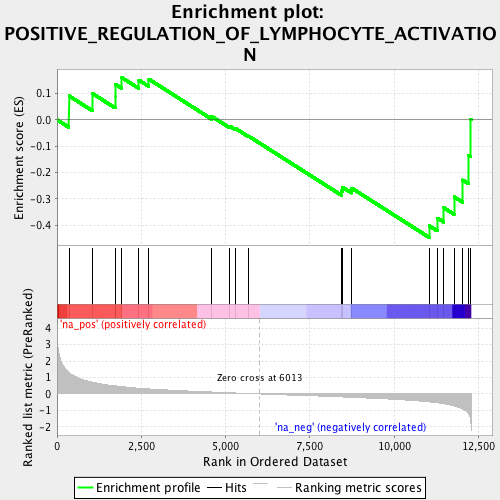 Enrichment plot:
POSITIVE_REGULATION_OF_LYMPHOCYTE_ACTIVATIO
N
Enrichment score (ES)
0.1
0.0
-0.1
-0.2
-0.3
-0.4
'na_pos' (positively correlated)
Ranked list metric (PreRanked)
4
3
2
1
0
-1
-2
Zero cross at 6013
'na_neg' (negatively correlated)
0
2,500
5,000
7,500
10,000
12,500
Rank in Ordered Dataset
Enrichment profile
Hits
Ranking metric scores